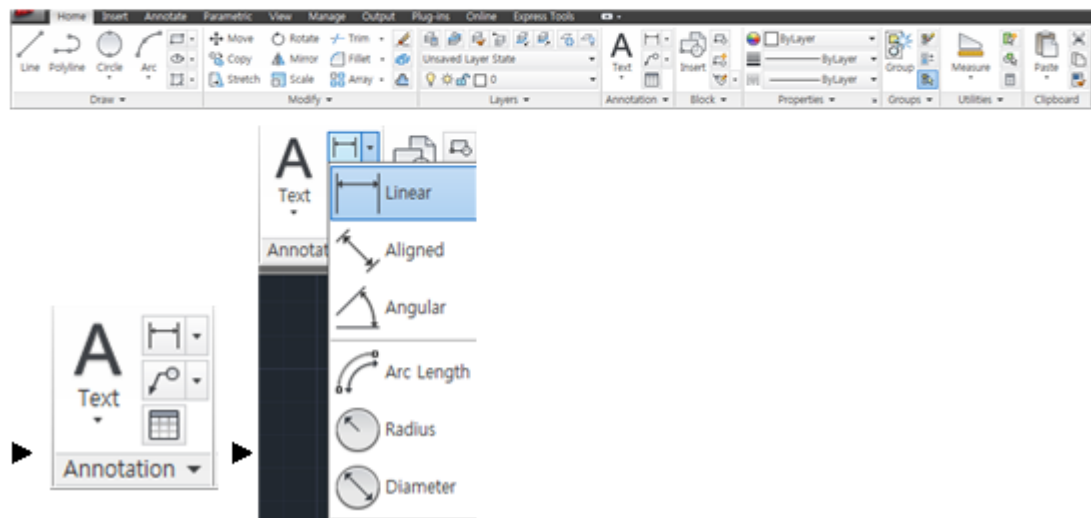 Home Insert Annotate Parametric View Manage Output Plug-ins Online Express Tools
Line Polyline Circle Arc Move Rotate Trim Copy Mirror Fillet Stretch Scale Array Unsaved Layer State 0 Text Insert ByLayer ByLayer ByLayer Group Measure Paste
Draw Modify Layers Annotation Block Properties Groups Utilities Clipboard
A
Text
Annotat
Linear
Aligned
Angular
Arc Length
Radius
Diameter
A
Text
Annotation